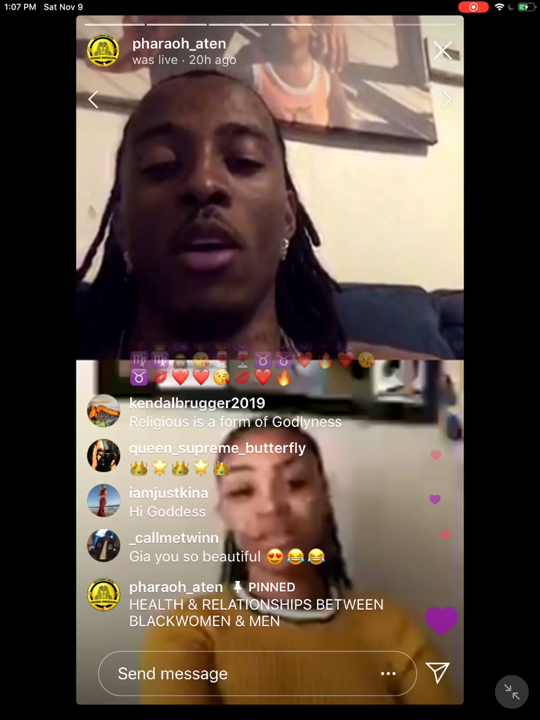 1:07 PM Sat Nov 9
pharaoh_aten
was live · 20h ago
kendalbrugger2019
Religious is a form of Godlyness
queen_supreme_butterfly
👑⭐👑⭐👑
iamjustkina
Hi Goddess
_callmetwinn
Gia you so beautiful 😍😂😂
pharaoh_aten PINNED
HEALTH & RELATIONSHIPS BETWEEN
BLACKWOMEN & MEN
Send message